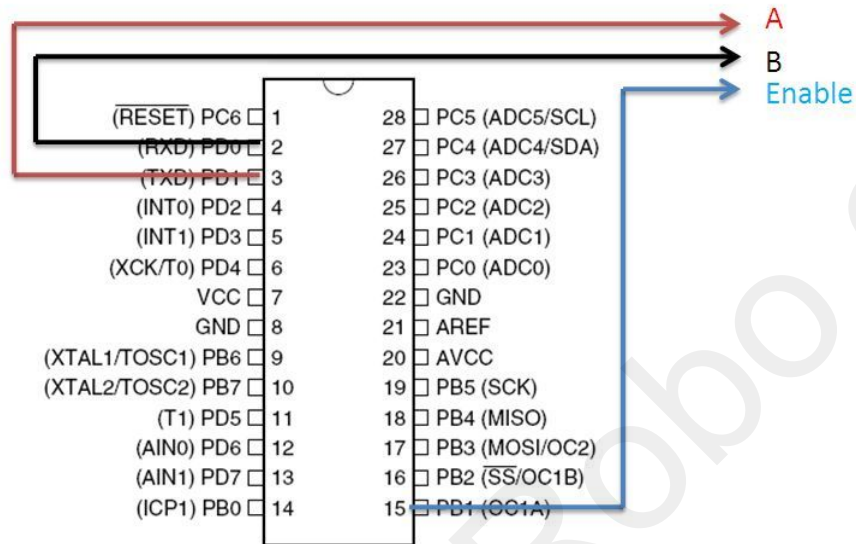 A
B
Enable
(RESET) PC6 1 28 PC5 (ADC5/SCL)
(RXD) PD0 2 27 PC4 (ADC4/SDA)
(TXD) PD1 3 26 PC3 (ADC3)
(INT0) PD2 4 25 PC2 (ADC2)
(INT1) PD3 5 24 PC1 (ADC1)
(XCK/T0) PD4 6 23 PC0 (ADC0)
VCC 7 22 GND
GND 8 21 AREF
(XTAL1/TOSC1) PB6 9 20 AVCC
(XTAL2/TOSC2) PB7 10 19 PB5 (SCK)
(T1) PD5 11 18 PB4 (MISO)
(AIN0) PD6 12 17 PB3 (MOSI/OC2)
(AIN1) PD7 13 16 PB2 (SS/OC1B)
(ICP1) PB0 14 15 PB1 (OC1A)
Robo